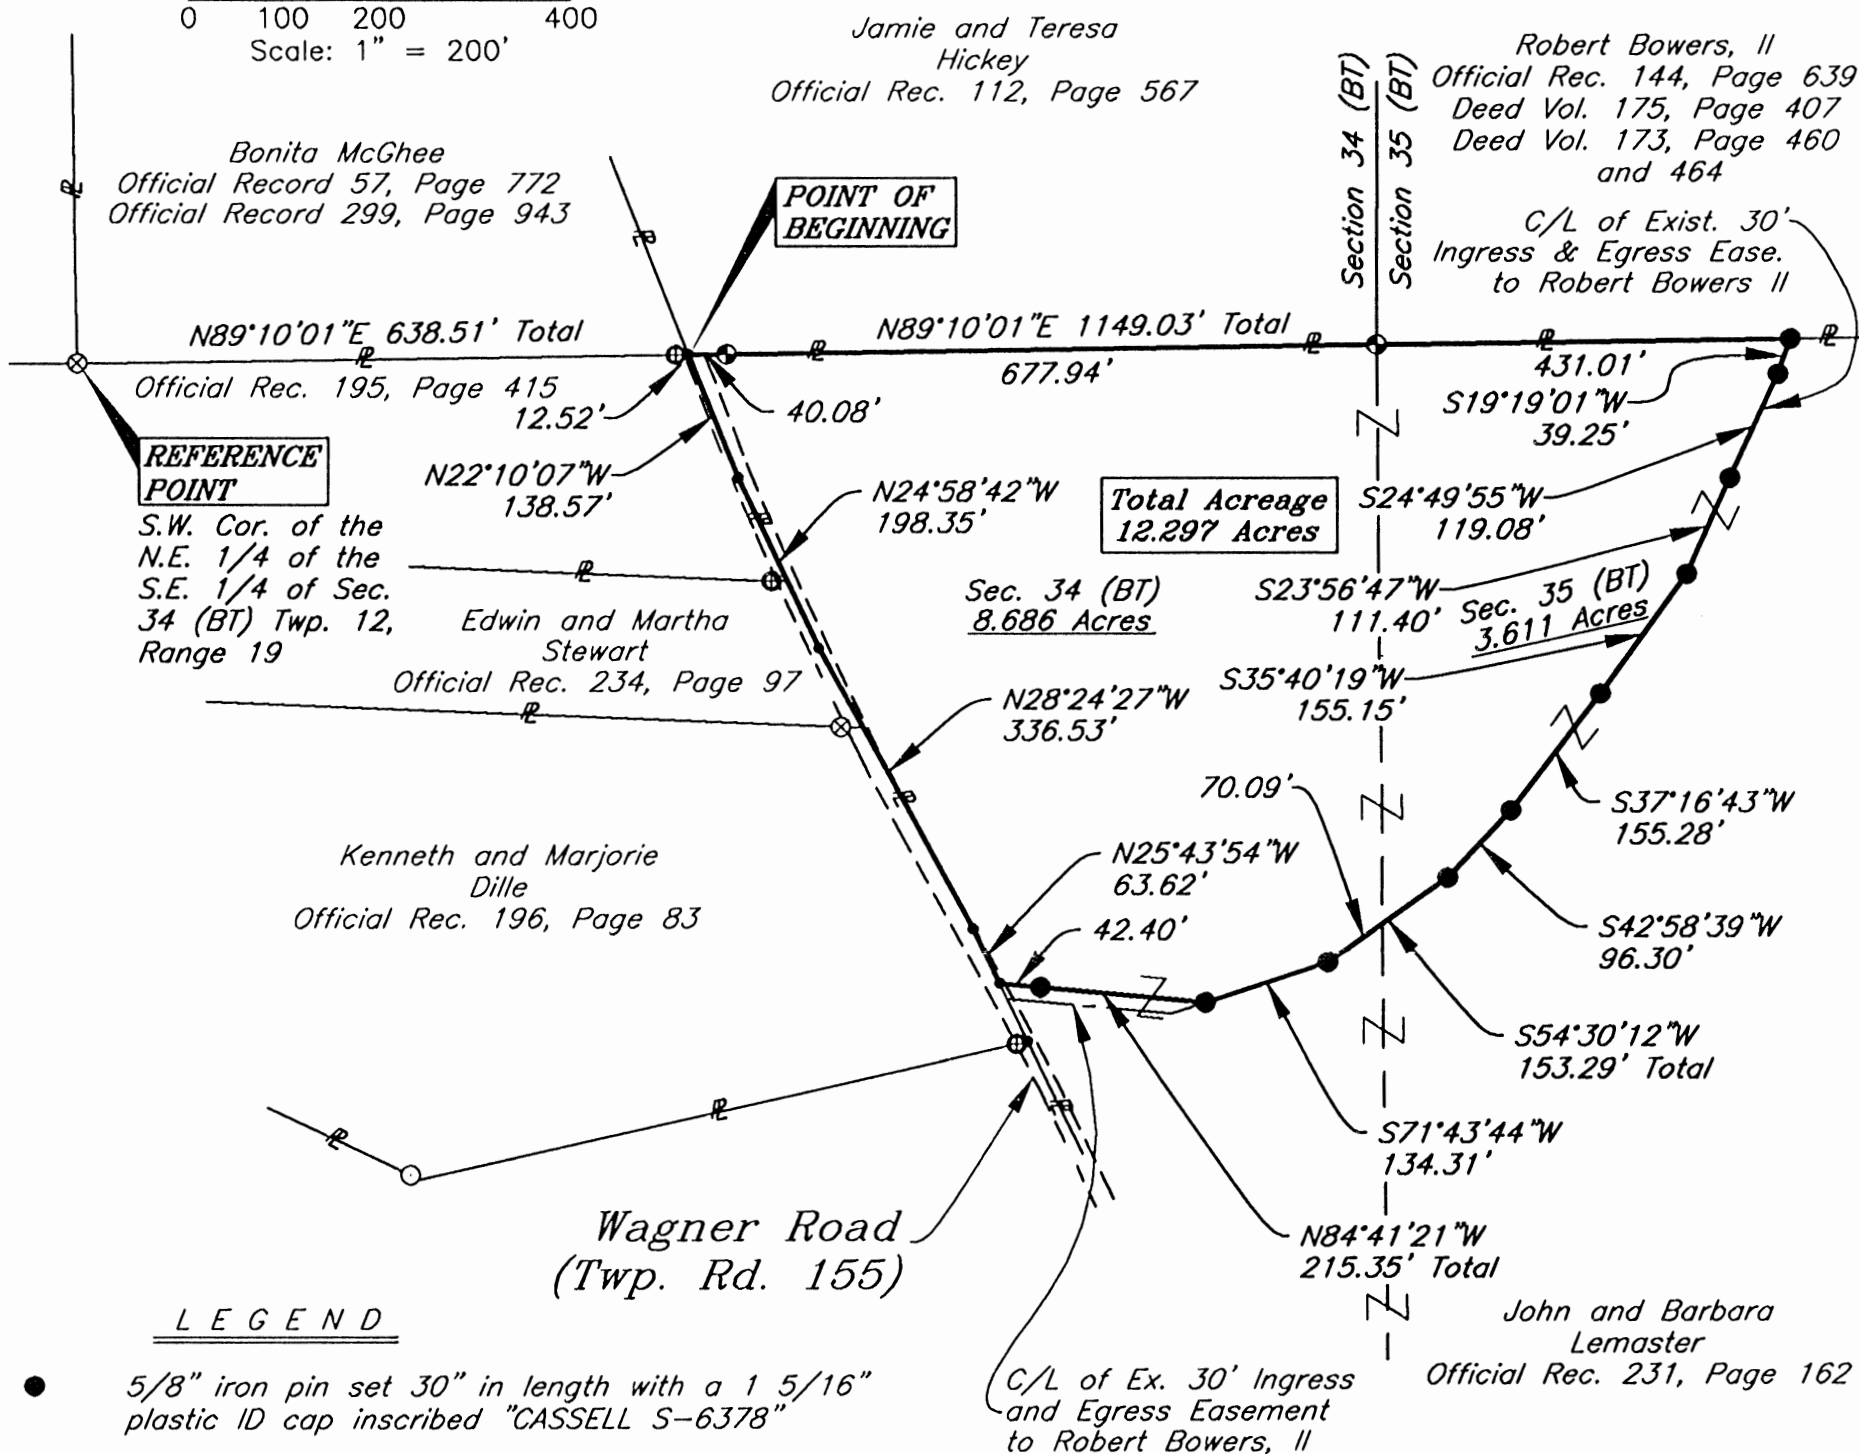 0 100 200 400
Scale: 1" = 200'
Jamie and Teresa
Hickey
Official Rec. 112, Page 567
Section 34 (BT)
Section 35 (BT)
Robert Bowers, II
Official Rec. 144, Page 639
Deed Vol. 175, Page 407
Deed Vol. 173, Page 460
and 464
C/L of Exist. 30'
Ingress & Egress Ease.
to Robert Bowers II
Bonita McGhee
Official Record 57, Page 772
Official Record 299, Page 943
POINT OF
BEGINNING
N89°10'01"E 638.51' Total
N89°10'01"E 1149.03' Total
677.94'
431.01'
Official Rec. 195, Page 415
12.52'
40.08'
S19°19'01"W
39.25'
REFERENCE
POINT
S.W. Cor. of the
N.E. 1/4 of the
S.E. 1/4 of Sec.
34 (BT) Twp. 12,
Range 19
N22°10'07"W
138.57'
N24°58'42"W
198.35'
Total Acreage
12.297 Acres
S24°49'55"W
119.08'
Sec. 34 (BT)
8.686 Acres
S23°56'47"W
111.40'
Sec. 35 (BT)
3.611 Acres
Edwin and Martha
Stewart
Official Rec. 234, Page 97
S35°40'19"W
155.15'
N28°24'27"W
336.53'
70.09'
S37°16'43"W
155.28'
Kenneth and Marjorie
Dille
Official Rec. 196, Page 83
N25°43'54"W
63.62'
42.40'
S42°58'39"W
96.30'
S54°30'12"W
153.29' Total
S71°43'44"W
134.31'
Wagner Road
(Twp. Rd. 155)
N84°41'21"W
215.35' Total
John and Barbara
Lemaster
Official Rec. 231, Page 162
C/L of Ex. 30' Ingress
and Egress Easement
to Robert Bowers, II
LEGEND
5/8" iron pin set 30" in length with a 1 5/16"
plastic ID cap inscribed "CASSELL S-6378"